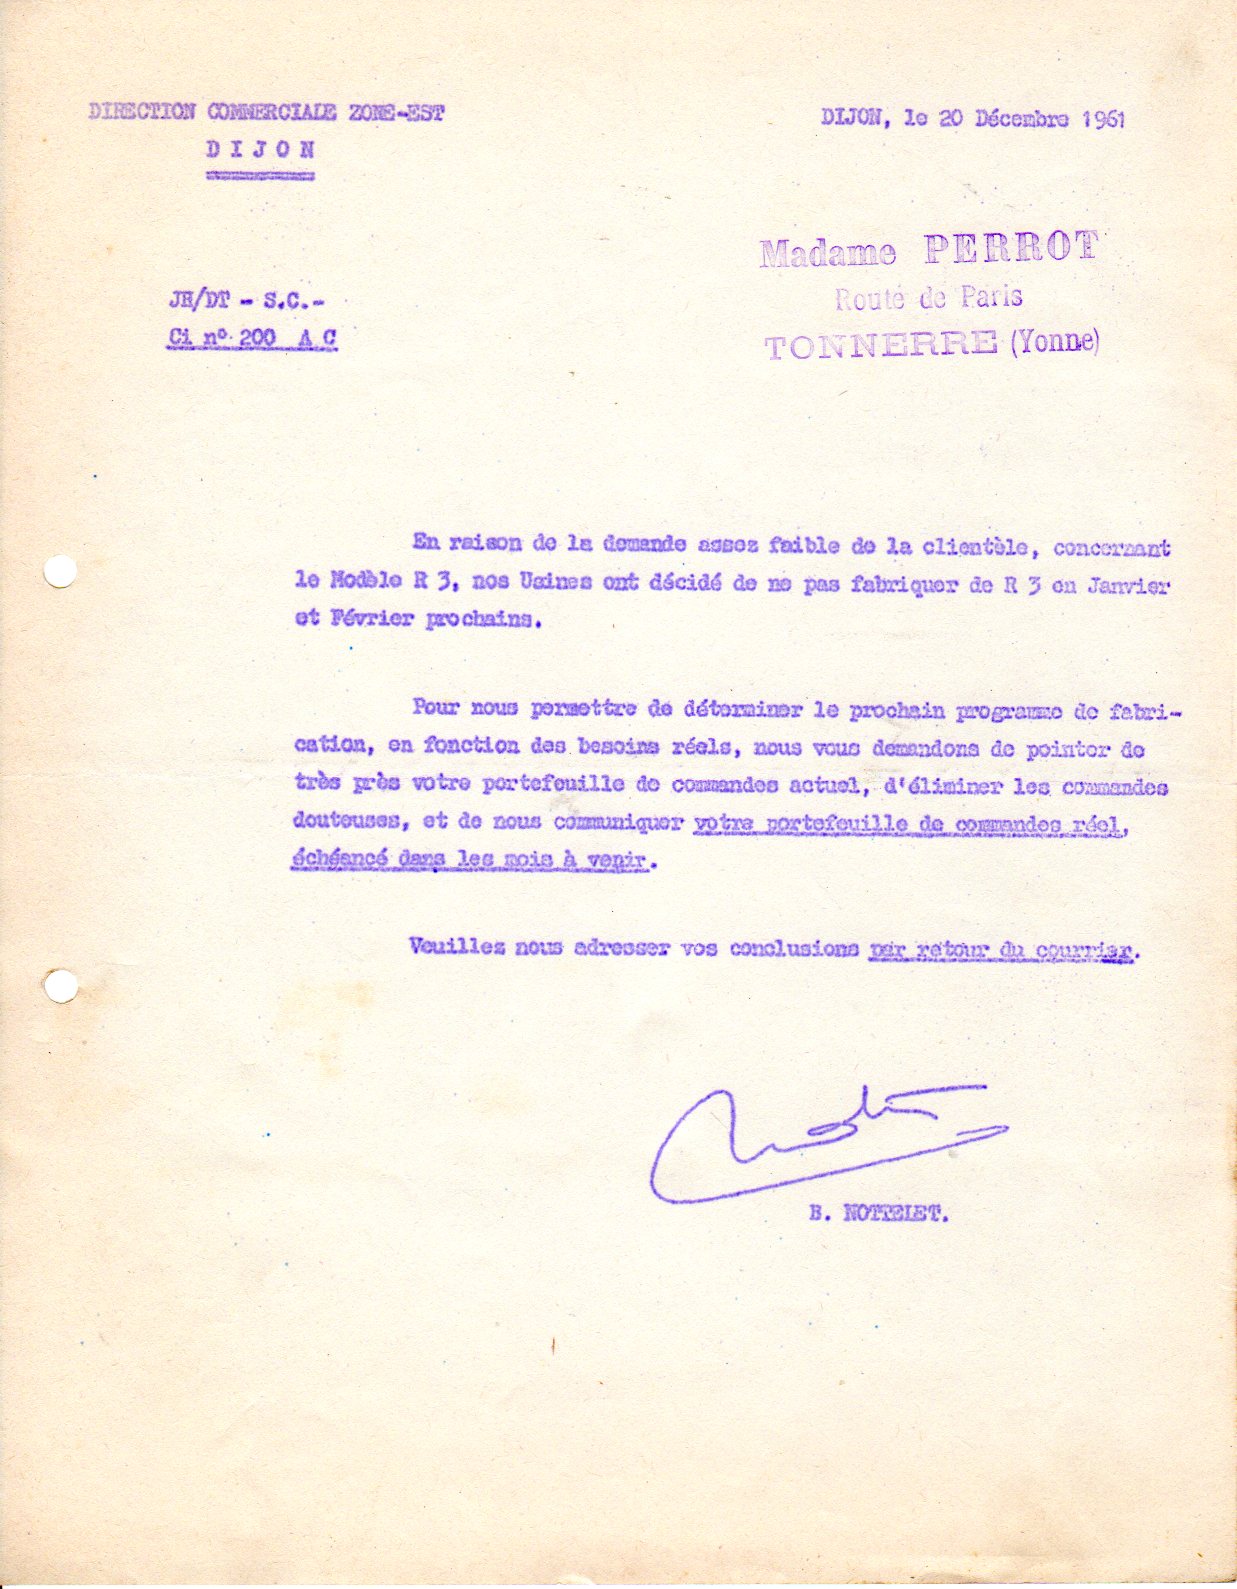 DIRECTION COMMERCIALE ZONE-EST
D I J O N
DIJON, le 20 Décembre 1961
Madame PERROT
Route de Paris
TONNERRE (Yonne)
JE/DT - S.C.-
Ci n° 200 A C
En raison de la demande assez faible de la clientèle, concernant
le Modèle R 3, nos Usines ont décidé de ne pas fabriquer de R 3 en Janvier
et Février prochains.
Pour nous permettre de déterminer le prochain programme de fabri-
cation, en fonction des besoins réels, nous vous demandons de pointer de
très près votre portefeuille de commandes actuel, d'éliminer les commandes
douteuses, et de nous communiquer votre portefeuille de commandes réel,
échéancé dans les mois à venir.
Veuillez nous adresser vos conclusions par retour du courrier.
B. NOTTELET.